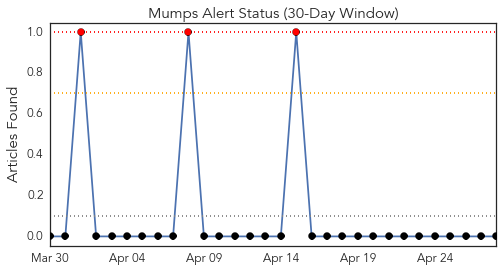 Mumps Alert Status (30-Day Window)
Articles Found
1.0
0.8
0.6
0.4
0.2
0.0
Mar 30 Apr 04 Apr 09 Apr 14 Apr 19 Apr 24